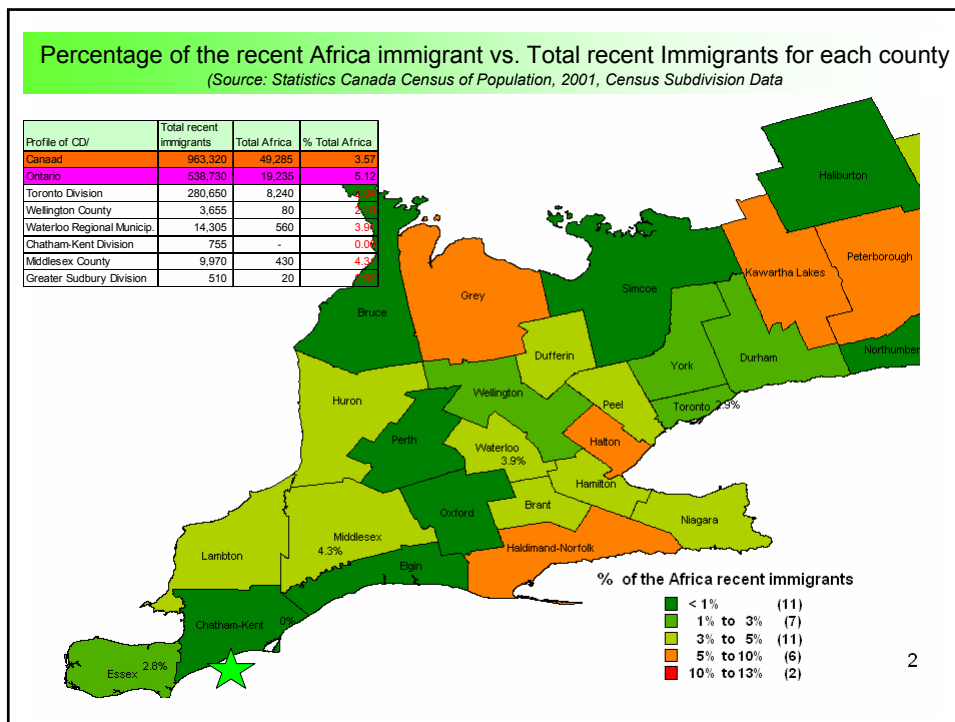 Percentage of the recent Africa immigrant vs. Total recent Immigrants for each county
(Source: Statistics Canada Census of Population, 2001, Census Subdivision Data
Profile of CD/ Total recent immigrants Total Africa % Total Africa
Canaad 963,320 49,285 3.57
Ontario 538,730 19,235 5.12
Toronto Division 280,650 8,240
Wellington County 3,655 80
Waterloo Regional Municip. 14,305 560 3.9
Chatham-Kent Division 755 - 0.00
Middlesex County 9,970 430 4.31
Greater Sudbury Division 510 20
Haliburton
Peterborough
Kawartha Lakes
Simcoe
Grey
Bruce
Northumber
Dufferin
Durham
York
Wellington
Huron
Peel
Toronto 2.9%
Perth
Waterloo
3.9%
Halton
Hamilton
Brant
Oxford
Niagara
Middlesex
4.3%
Haldimand-Norfolk
Lambton
Elgin
Chatham-Kent 0%
Essex 2.8%
% of the Africa recent immigrants
< 1% (11)
1% to 3% (7)
3% to 5% (11)
5% to 10% (6)
10% to 13% (2)
2